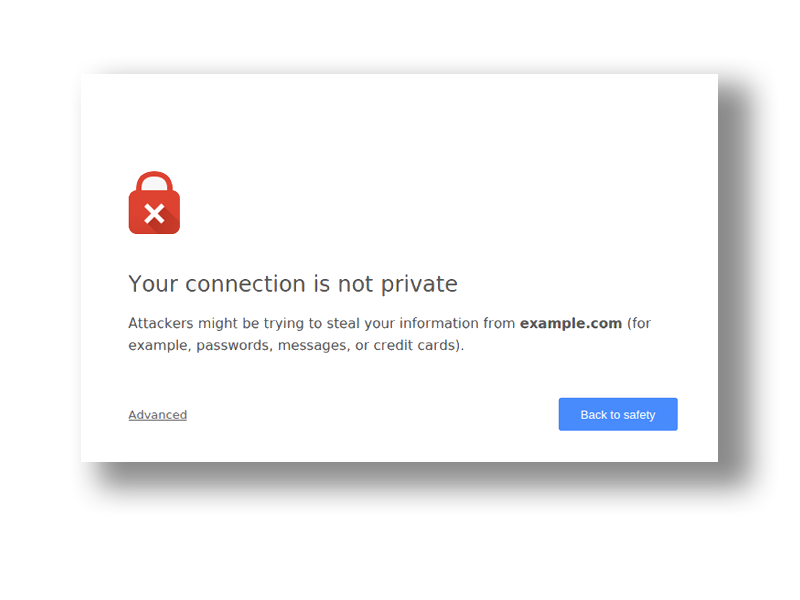 Your connection is not private
Attackers might be trying to steal your information from example.com (for
example, passwords, messages, or credit cards).
Advanced
Back to safety